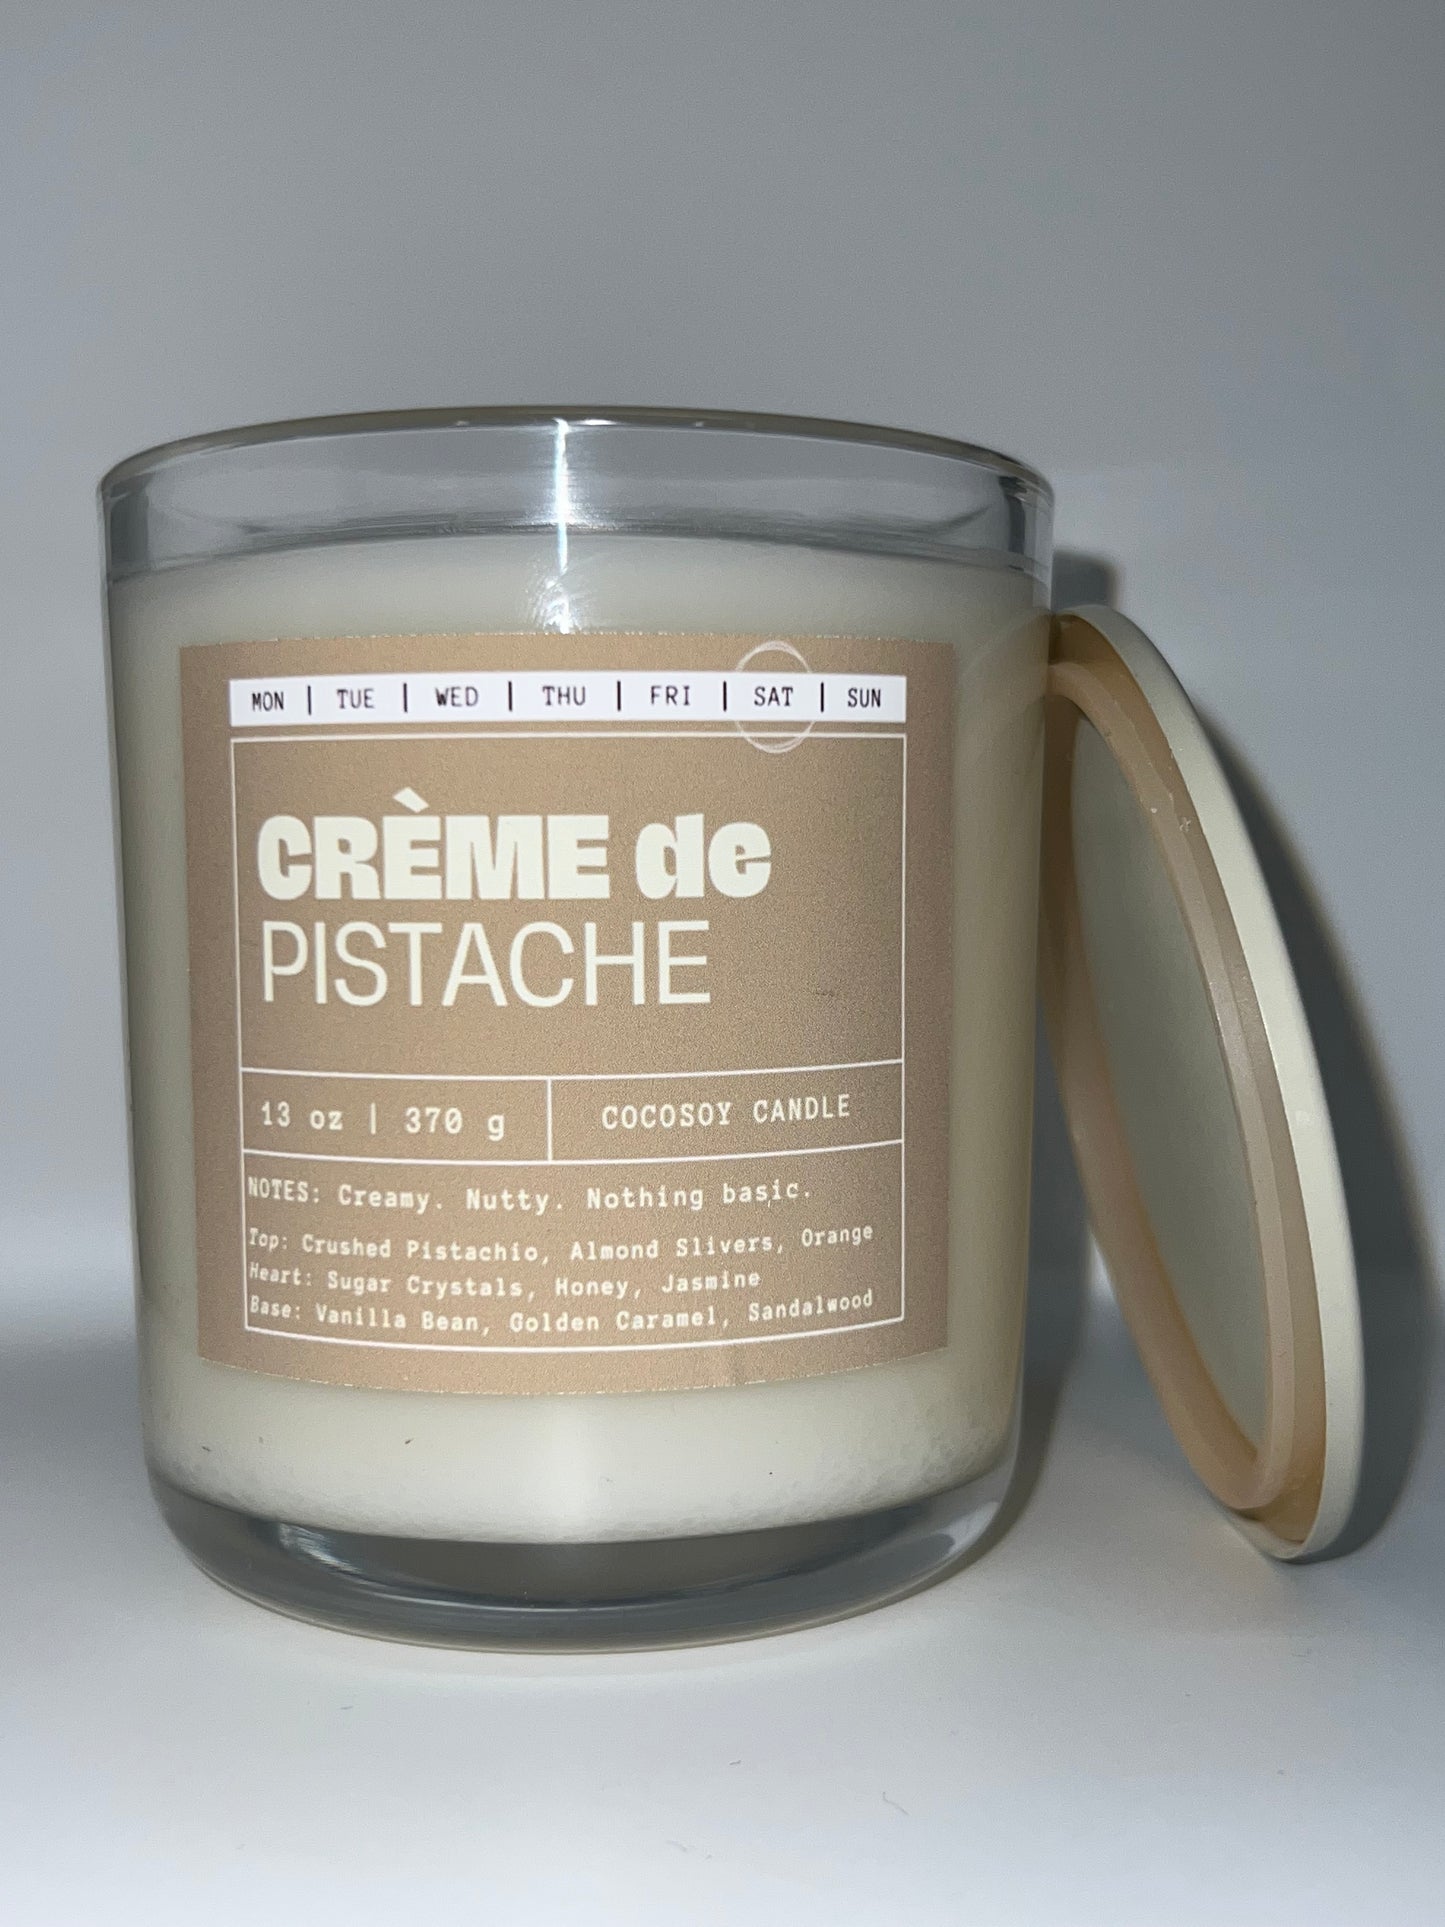 MON | TUE | WED | THU | FRI | SAT | SUN
CRÈME de
PISTACHE
13 oz | 370 g
COCOSOY CANDLE
NOTES: Creamy. Nutty. Nothing basic.
Top: Crushed Pistachio, Almond Slivers, Orange
Heart: Sugar Crystals, Honey, Jasmine
Base: Vanilla Bean, Golden Caramel, Sandalwood